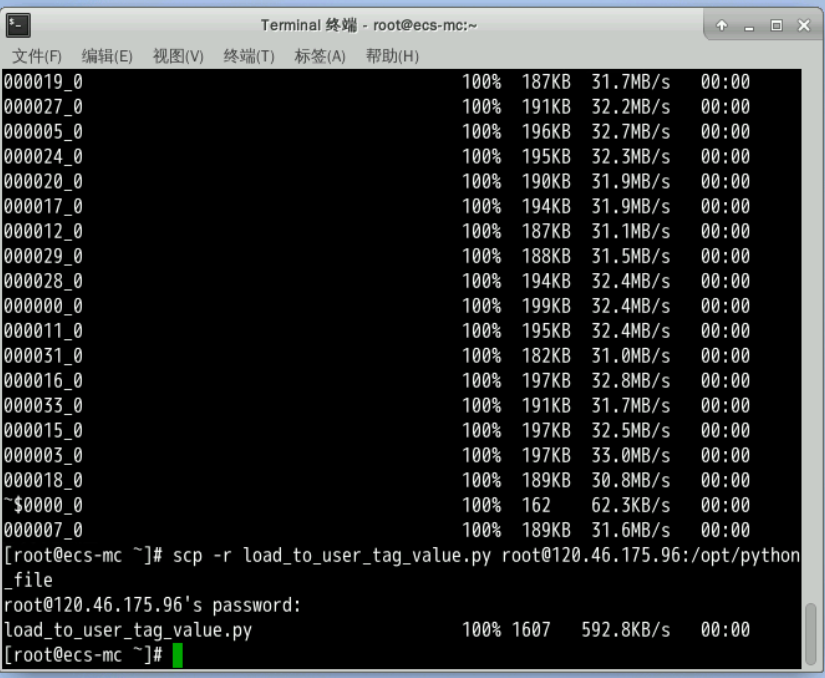 Terminal 终端 - root@ecs-mc:~
文件(F) 编辑(E) 视图(V) 终端(T) 标签(A) 帮助(H)
000019_0 100% 187KB 31.7MB/s 00:00
000027_0 100% 191KB 32.2MB/s 00:00
000005_0 100% 196KB 32.7MB/s 00:00
000024_0 100% 195KB 32.3MB/s 00:00
000020_0 100% 190KB 31.9MB/s 00:00
000017_0 100% 194KB 31.9MB/s 00:00
000012_0 100% 187KB 31.1MB/s 00:00
000029_0 100% 188KB 31.5MB/s 00:00
000028_0 100% 194KB 32.4MB/s 00:00
000000_0 100% 199KB 32.4MB/s 00:00
000011_0 100% 195KB 32.4MB/s 00:00
000031_0 100% 182KB 31.0MB/s 00:00
000016_0 100% 197KB 32.8MB/s 00:00
000033_0 100% 191KB 31.7MB/s 00:00
000015_0 100% 197KB 32.5MB/s 00:00
000003_0 100% 197KB 33.0MB/s 00:00
000018_0 100% 189KB 30.8MB/s 00:00
~$0000_0 100% 162 62.3KB/s 00:00
000007_0 100% 189KB 31.6MB/s 00:00
[root@ecs-mc ~]# scp -r load_to_user_tag_value.py root@120.46.175.96:/opt/python
_file
root@120.46.175.96's password:
load_to_user_tag_value.py 100% 1607 592.8KB/s 00:00
[root@ecs-mc ~]#